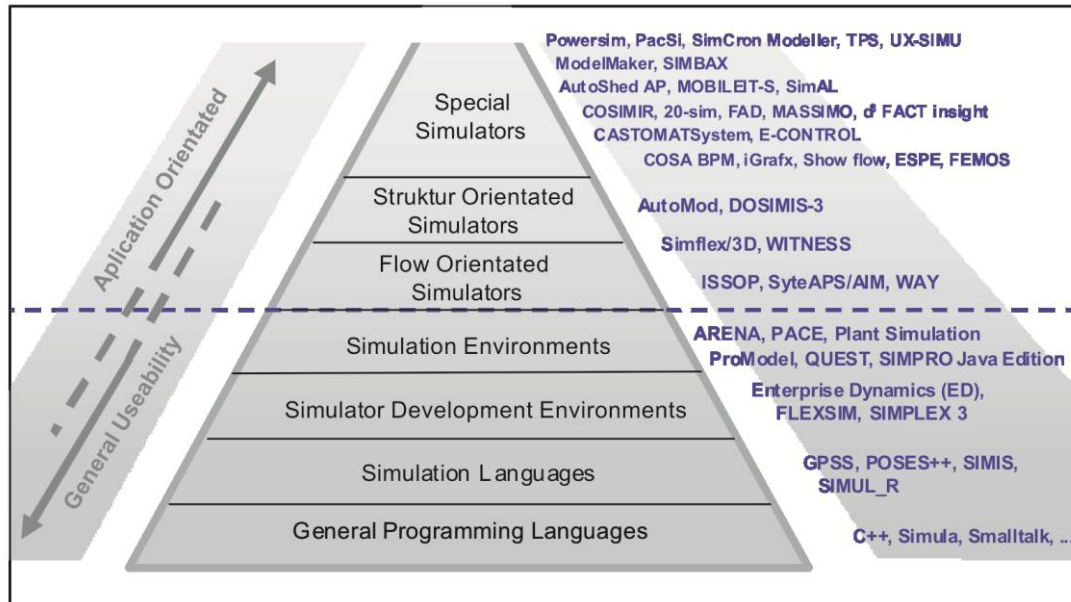 Powersim, PacSi, SimCron Modeller, TPS, UX-SIMU
ModelMaker, SIMBAX
AutoShed AP, MOBILEIT-S, SimAL
COSIMIR, 20-sim, FAD, MASSIMO, d³ FACT insight
CASTOMATSystem, E-CONTROL
COSA BPM, iGrafx, Show flow, ESPE, FEMOS
Special
Simulators
Struktur Orientated
Simulators
AutoMod, DOSIMIS-3
Simflex/3D, WITNESS
Flow Orientated
Simulators
ISSOP, SyteAPS/AIM, WAY
Simulation Environments
ARENA, PACE, Plant Simulation
ProModel, QUEST, SIMPRO Java Edition
Simulator Development Environments
Enterprise Dynamics (ED),
FLEXSIM, SIMPLEX 3
Simulation Languages
GPSS, POSES++, SIMIS,
SIMUL_R
General Programming Languages
C++, Simula, Smalltalk, ...
Aplication Orientated
General Useability